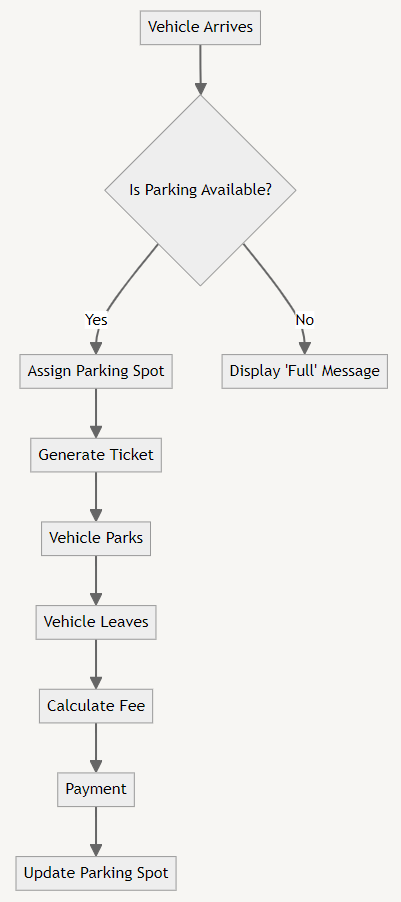 Vehicle Arrives
Is Parking Available?
Yes
No
Assign Parking Spot
Display 'Full' Message
Generate Ticket
Vehicle Parks
Vehicle Leaves
Calculate Fee
Payment
Update Parking Spot